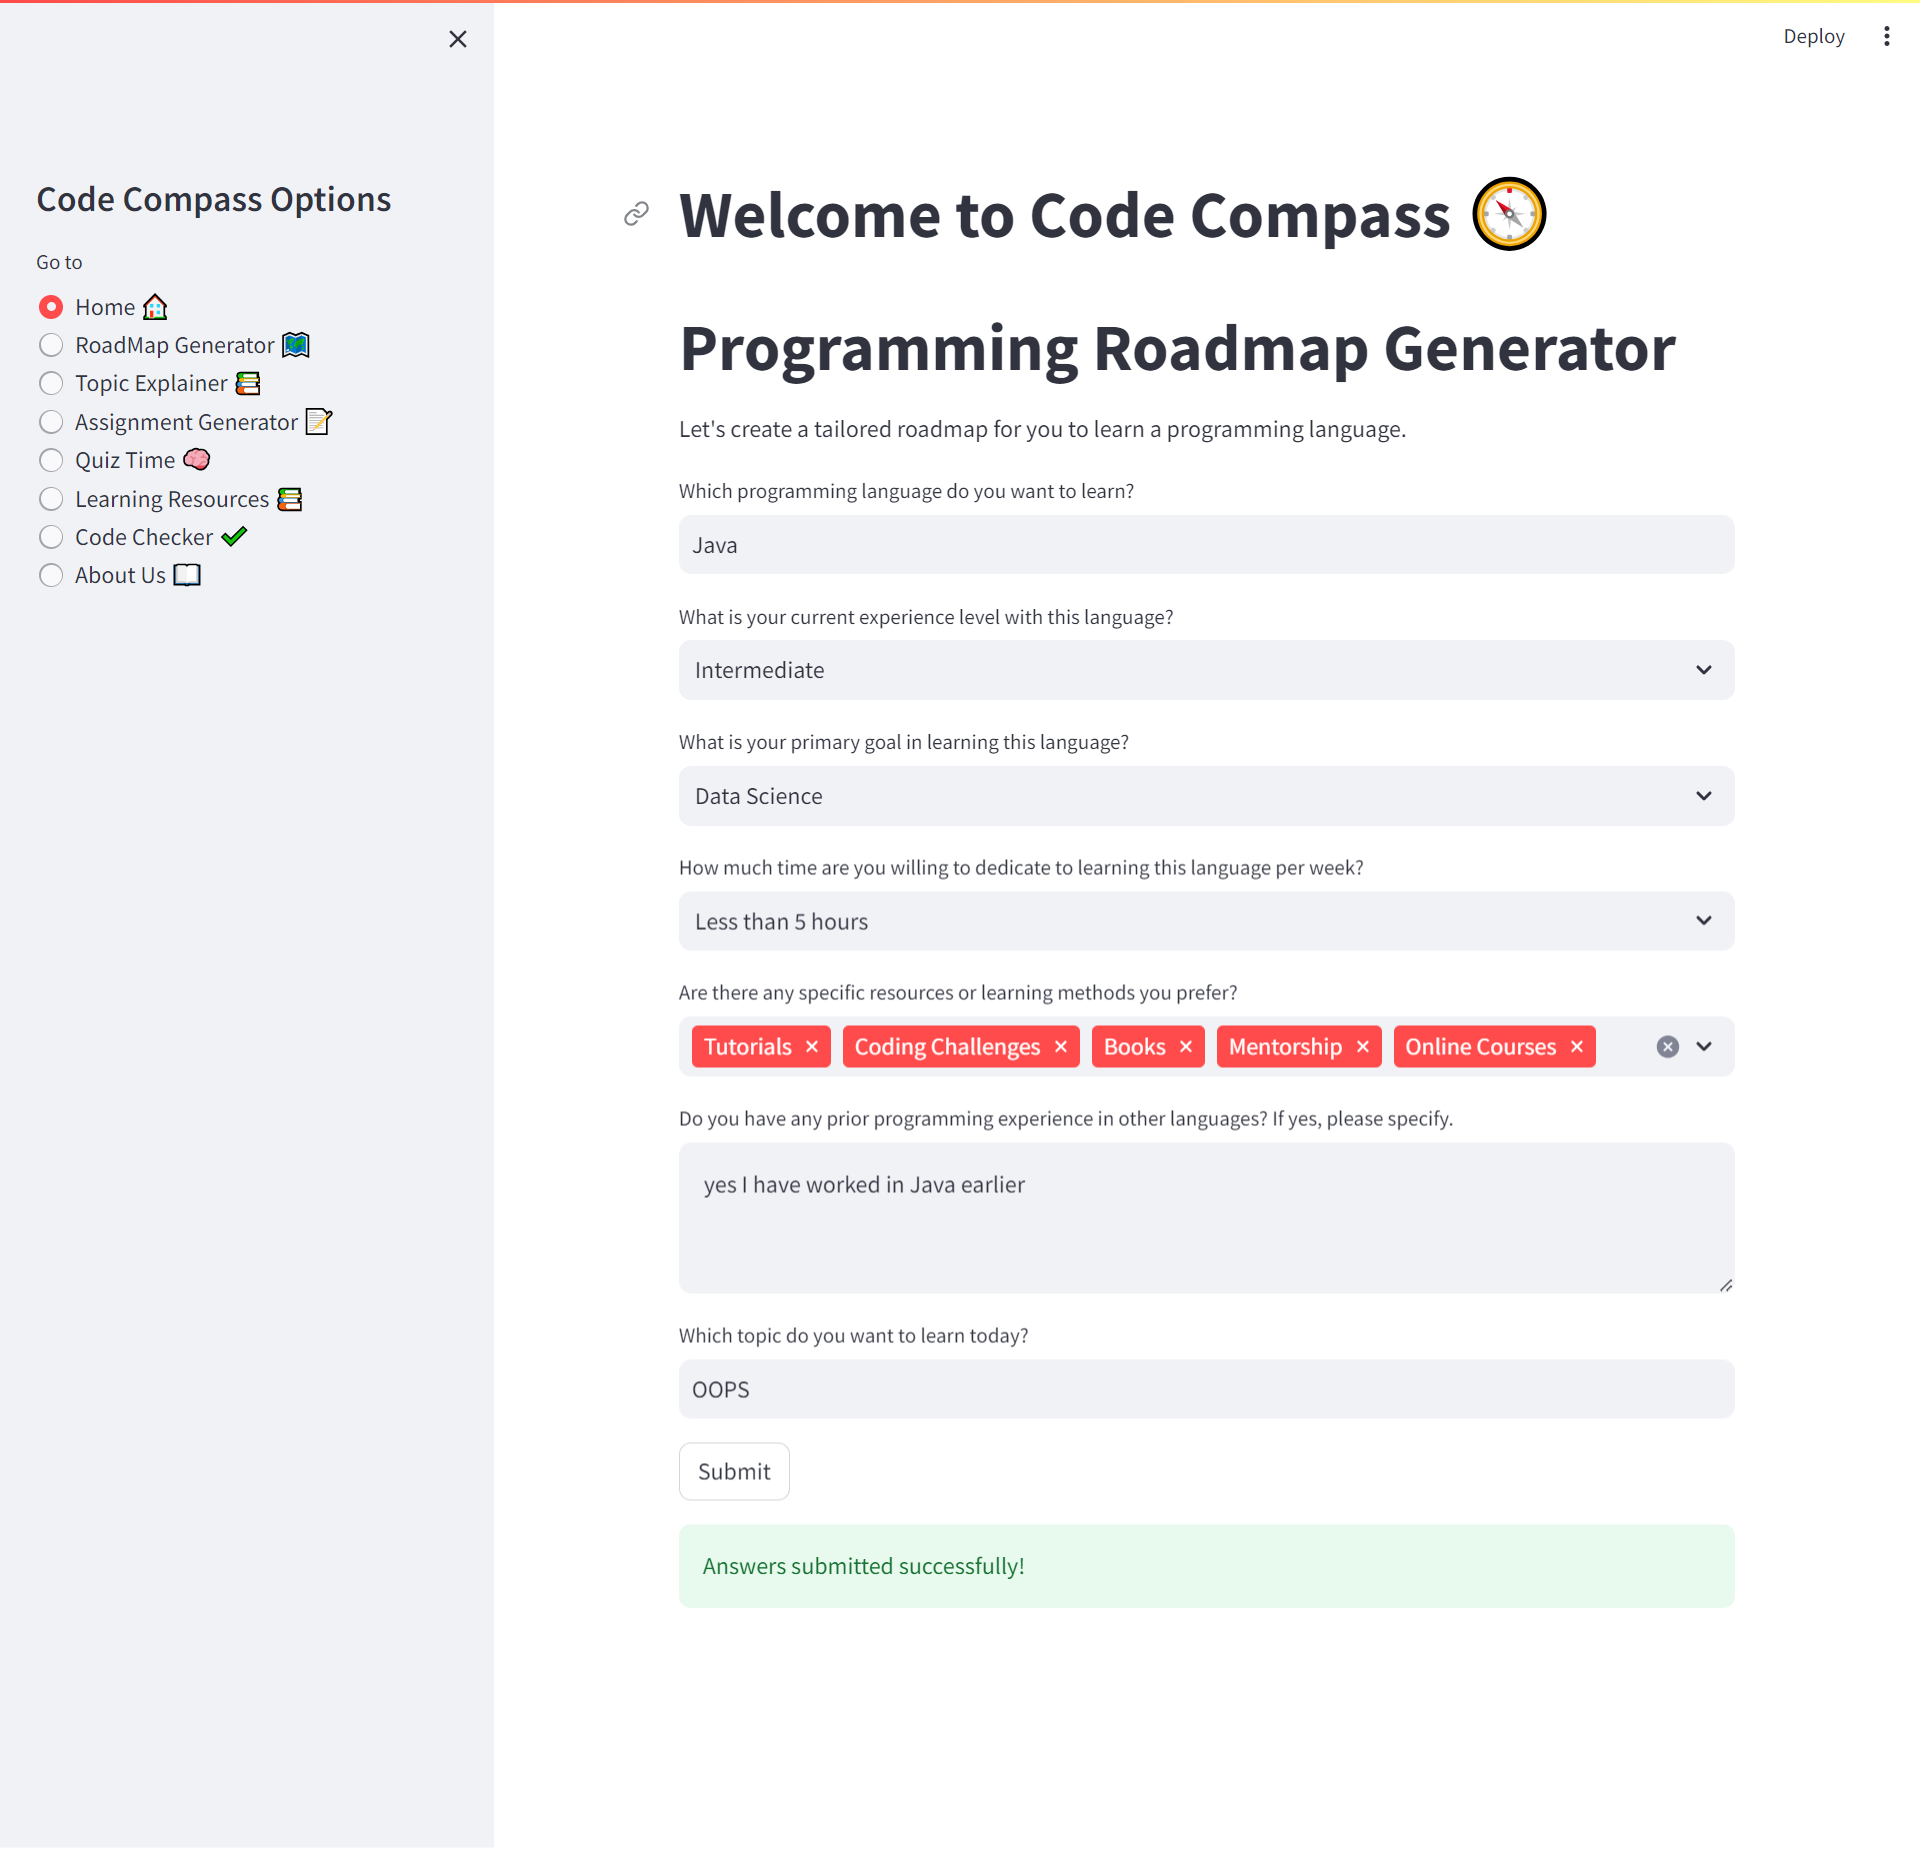 Deploy
Code Compass Options
Go to
Home
RoadMap Generator
Topic Explainer
Assignment Generator
Quiz Time
Learning Resources
Code Checker
About Us
Welcome to Code Compass
Programming Roadmap Generator
Let's create a tailored roadmap for you to learn a programming language.
Which programming language do you want to learn?
Java
What is your current experience level with this language?
Intermediate
What is your primary goal in learning this language?
Data Science
How much time are you willing to dedicate to learning this language per week?
Less than 5 hours
Are there any specific resources or learning methods you prefer?
Tutorials Coding Challenges Books Mentorship Online Courses
Do you have any prior programming experience in other languages? If yes, please specify.
yes I have worked in Java earlier
Which topic do you want to learn today?
OOPS
Submit
Answers submitted successfully!